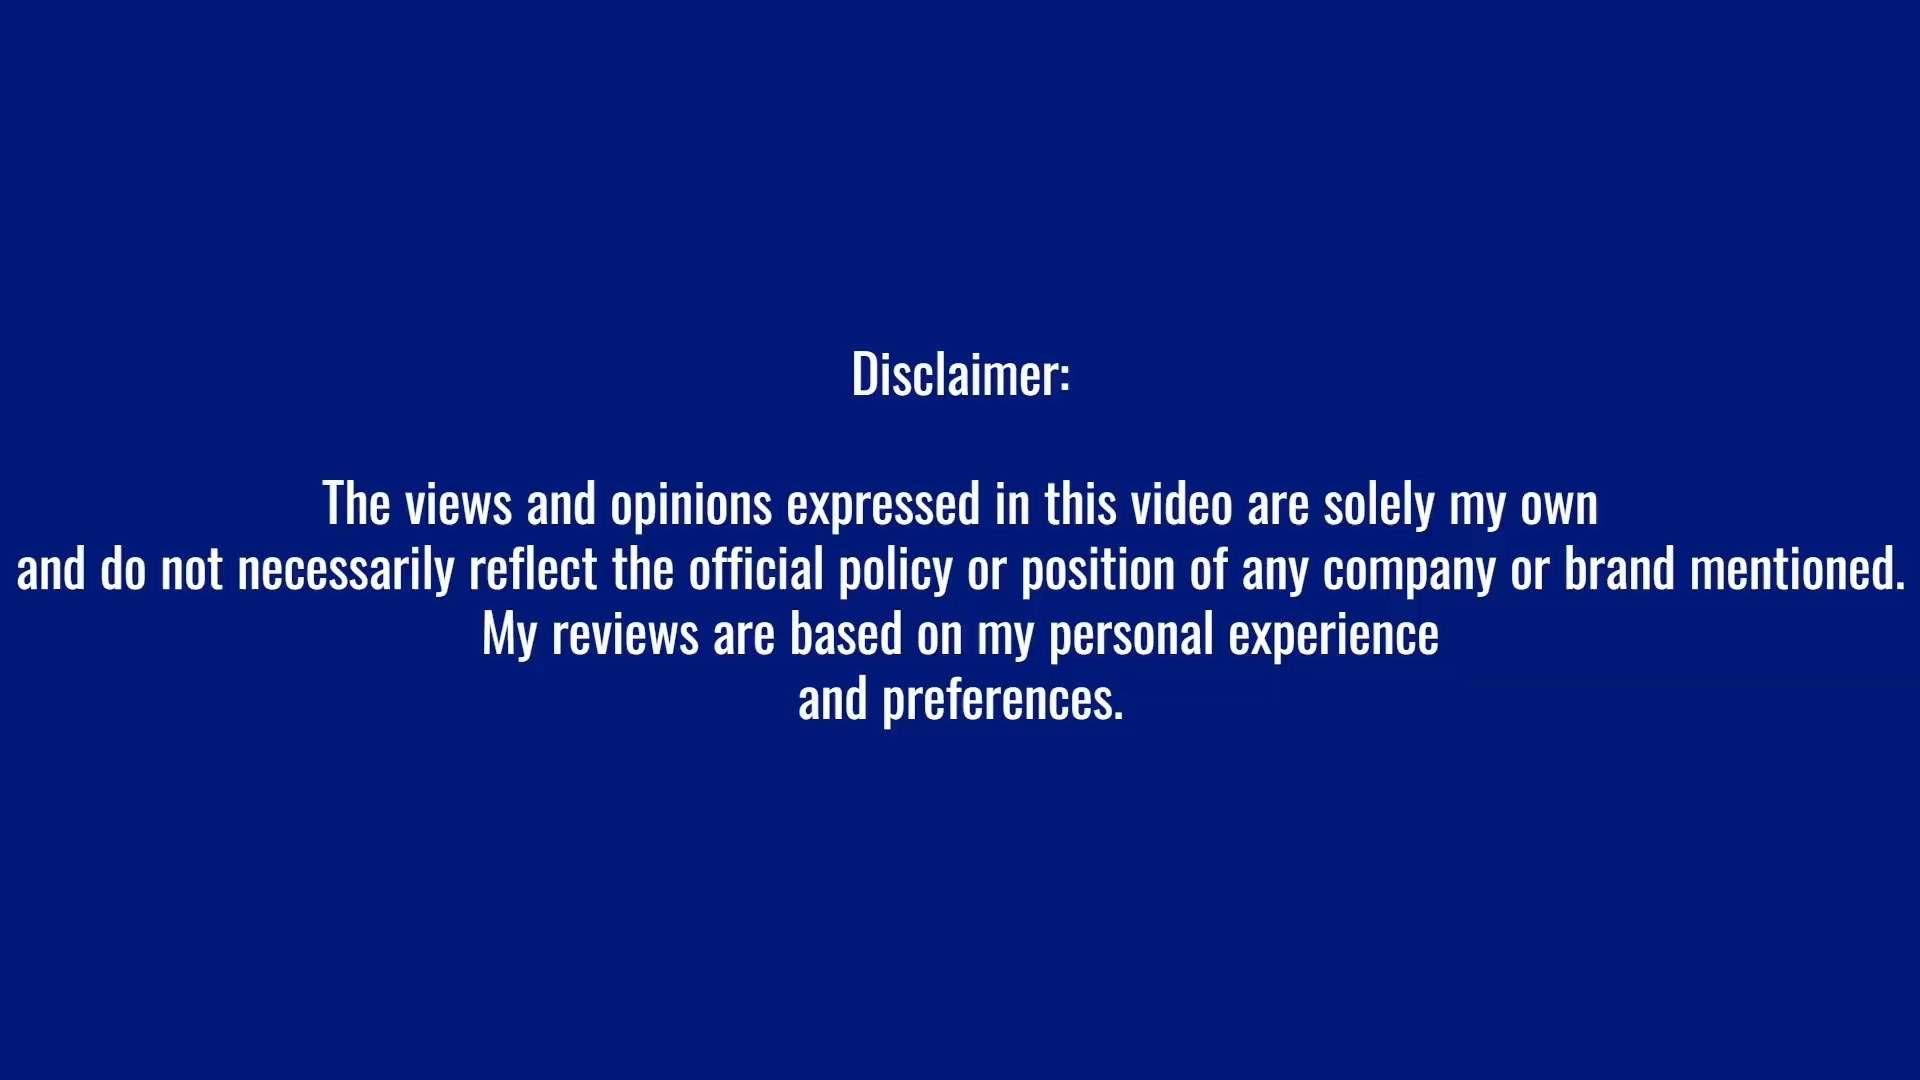 Disclaimer:
The views and opinions expressed in this video are solely my own
and do not necessarily reflect the official policy or position of any company or brand mentioned.
My reviews are based on my personal experience
and preferences.